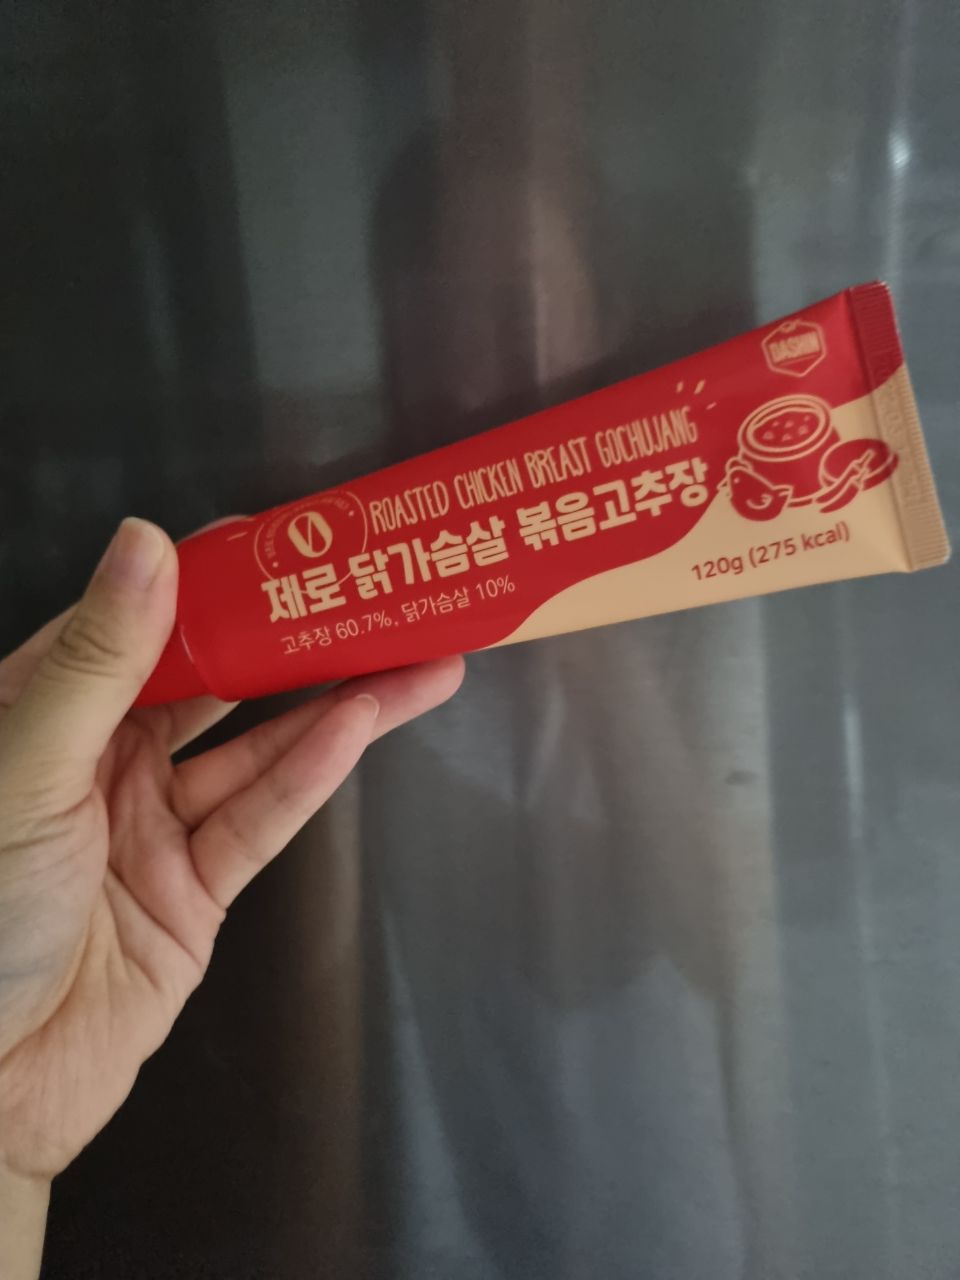 DASHIN
ROASTED CHICKEN BREAST GOCHUJANG
제로 닭가슴살 볶음고추장
고추장 60.7%, 닭가슴살 10%
120g (275 kcal)